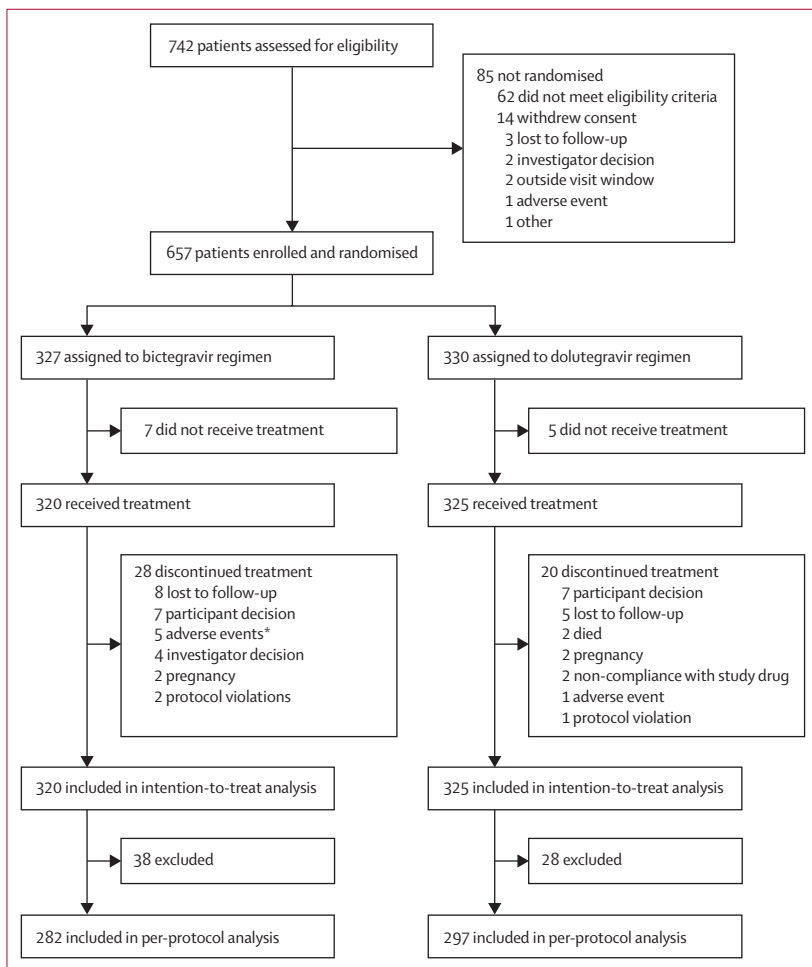 742 patients assessed for eligibility
85 not randomised
62 did not meet eligibility criteria
14 withdrew consent
3 lost to follow-up
2 investigator decision
2 outside visit window
1 adverse event
1 other
657 patients enrolled and randomised
327 assigned to bictegravir regimen
330 assigned to dolutegravir regimen
7 did not receive treatment
5 did not receive treatment
320 received treatment
325 received treatment
28 discontinued treatment
8 lost to follow-up
7 participant decision
5 adverse events*
4 investigator decision
2 pregnancy
2 protocol violations
20 discontinued treatment
7 participant decision
5 lost to follow-up
2 died
2 pregnancy
2 non-compliance with study drug
1 adverse event
1 protocol violation
320 included in intention-to-treat analysis
325 included in intention-to-treat analysis
38 excluded
28 excluded
282 included in per-protocol analysis
297 included in per-protocol analysis